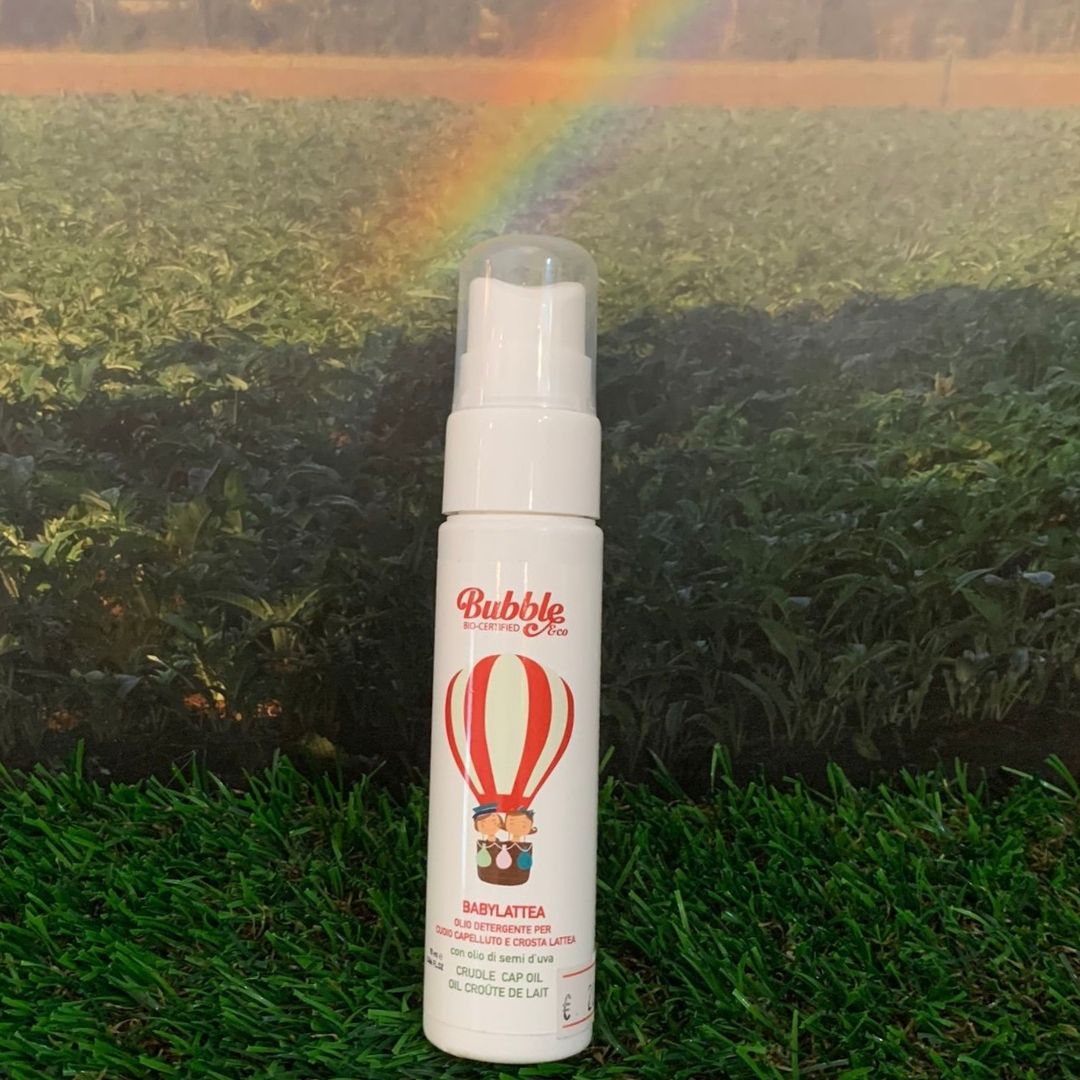 Bubble
BIO-CERTIFIED &co
BABYLATTEA
OLIO DETERGENTE PER
CUOIO CAPELLUTO E CROSTA LATTEA
con olio di semi d'uva
CRUDLE CAP OIL
OIL CROÛTE DE LAIT
€